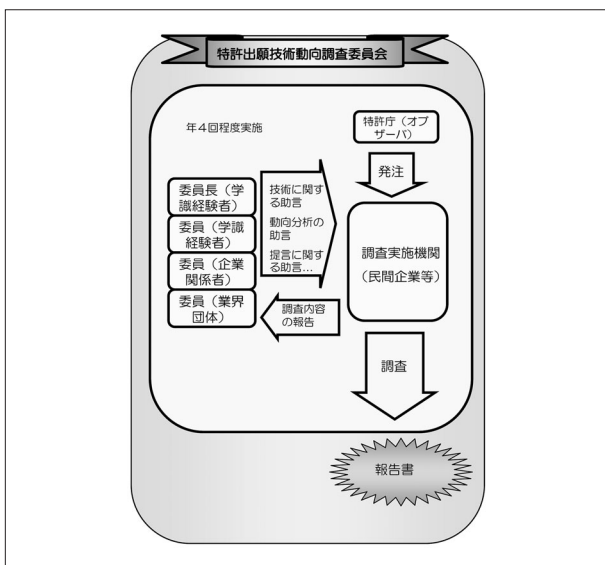 特許出願技術動向調査委員会
年4回程度実施
特許庁（オブ
ザーバ）
発注
委員長（学
識経験者）
委員（学識
経験者）
委員（企業
関係者）
委員（業界
団体）
技術に関す
る助言
動向分析の
助言
提言に関す
る助言…
調査実施機関
（民間企業等）
調査内容
の報告
調査
報告書